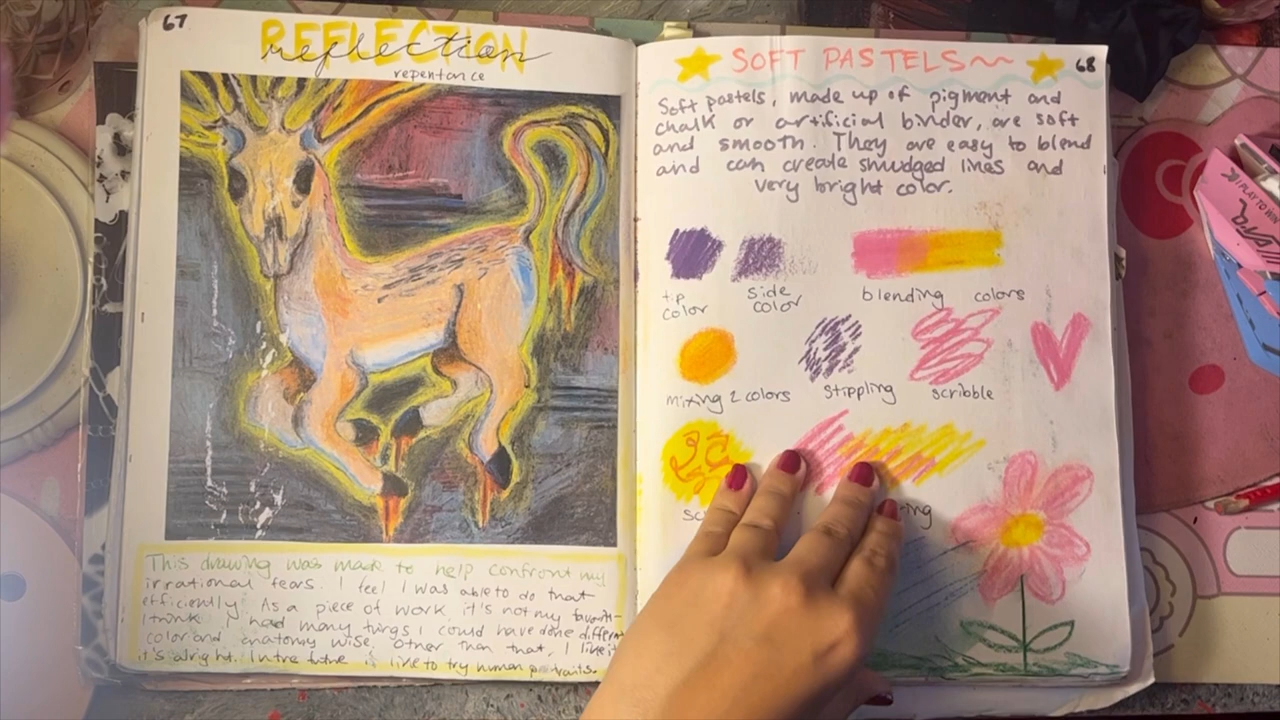 67
REFLECTION
reflection
repentance
This drawing was made to help confront my
irrational fears. I feel I was able to do that
efficiently. As a piece of work it's not my favorite-
I think I had many things I could have done different
color and anatomy wise. Other than that, I like it
it's alright. In the future I like to try human portraits.
68
SOFT PASTELS
Soft pastels, made up of pigment and
chalk or artificial binder, are soft
and smooth. They are easy to blend
and can create smudged lines and
very bright color.
tip color
side color
blending colors
mixing 2 colors
stippling
scribble
I PLAY TO WIN